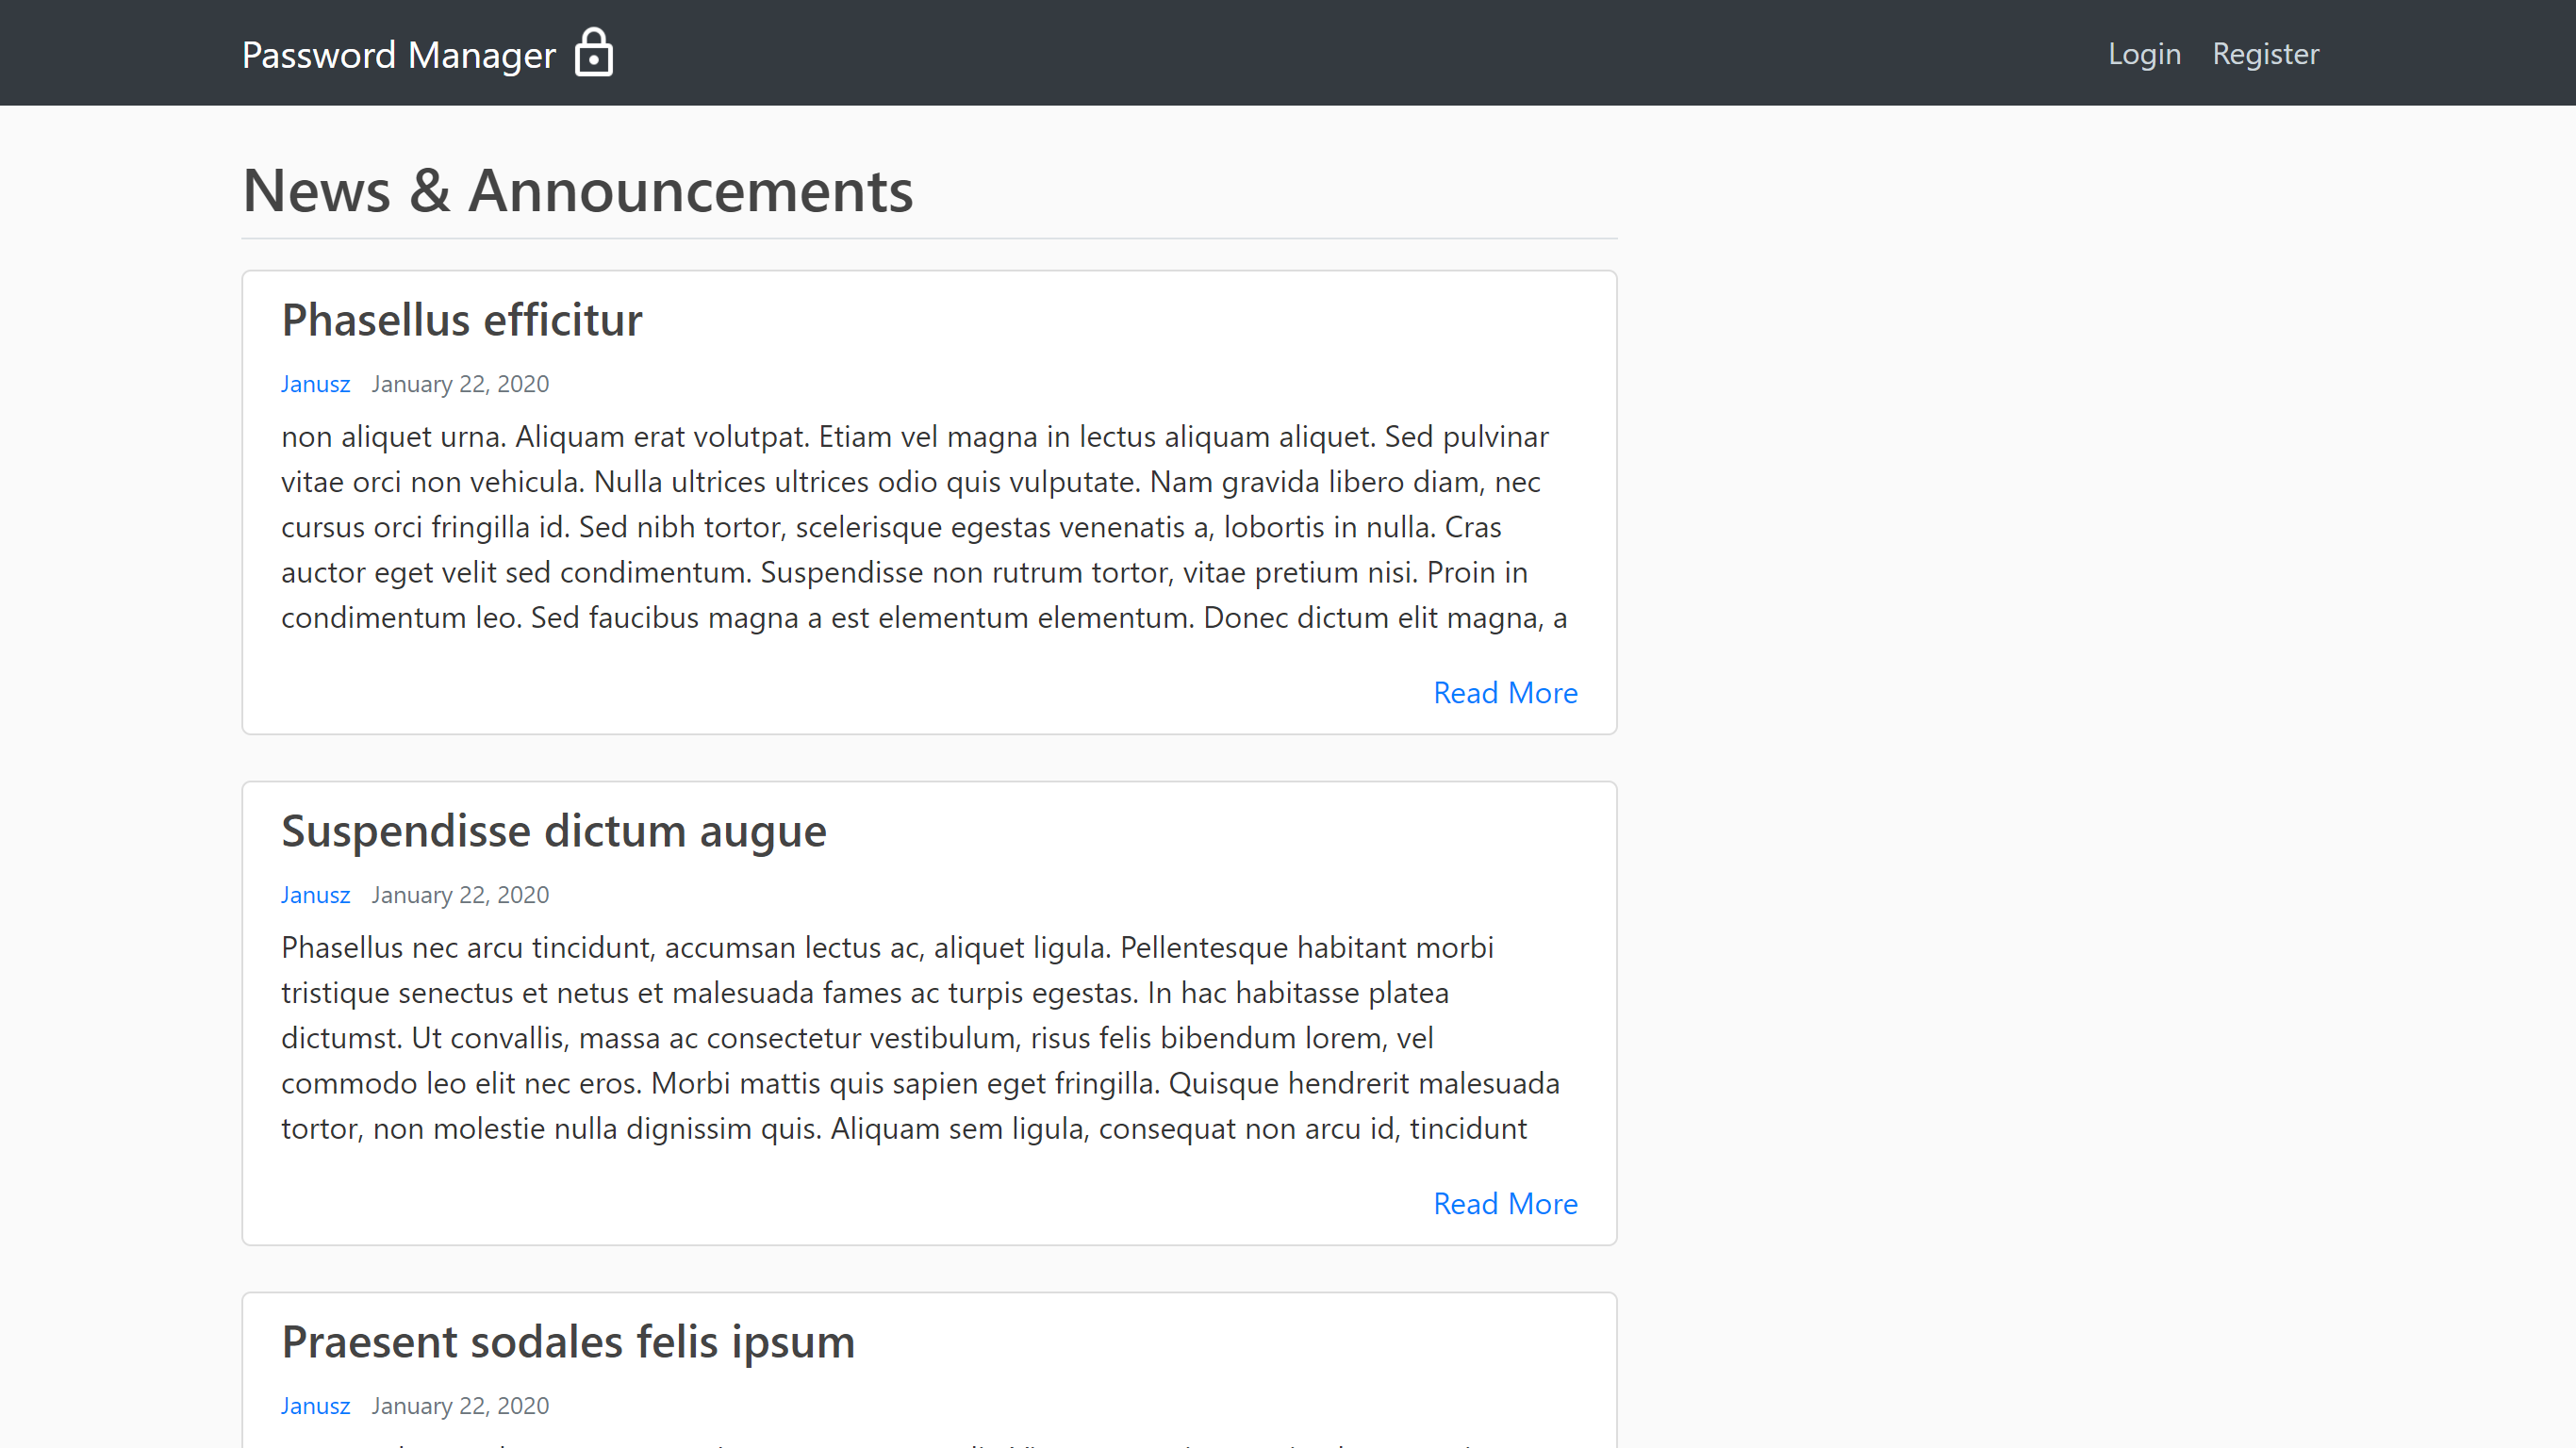 Password Manager
Login Register
News & Announcements
Phasellus efficitur
Janusz January 22, 2020
non aliquet urna. Aliquam erat volutpat. Etiam vel magna in lectus aliquam aliquet. Sed pulvinar
vitae orci non vehicula. Nulla ultrices ultrices odio quis vulputate. Nam gravida libero diam, nec
cursus orci fringilla id. Sed nibh tortor, scelerisque egestas venenatis a, lobortis in nulla. Cras
auctor eget velit sed condimentum. Suspendisse non rutrum tortor, vitae pretium nisi. Proin in
condimentum leo. Sed faucibus magna a est elementum elementum. Donec dictum elit magna, a
Read More
Suspendisse dictum augue
Janusz January 22, 2020
Phasellus nec arcu tincidunt, accumsan lectus ac, aliquet ligula. Pellentesque habitant morbi
tristique senectus et netus et malesuada fames ac turpis egestas. In hac habitasse platea
dictumst. Ut convallis, massa ac consectetur vestibulum, risus felis bibendum lorem, vel
commodo leo elit nec eros. Morbi mattis quis sapien eget fringilla. Quisque hendrerit malesuada
tortor, non molestie nulla dignissim quis. Aliquam sem ligula, consequat non arcu id, tincidunt
Read More
Praesent sodales felis ipsum
Janusz January 22, 2020